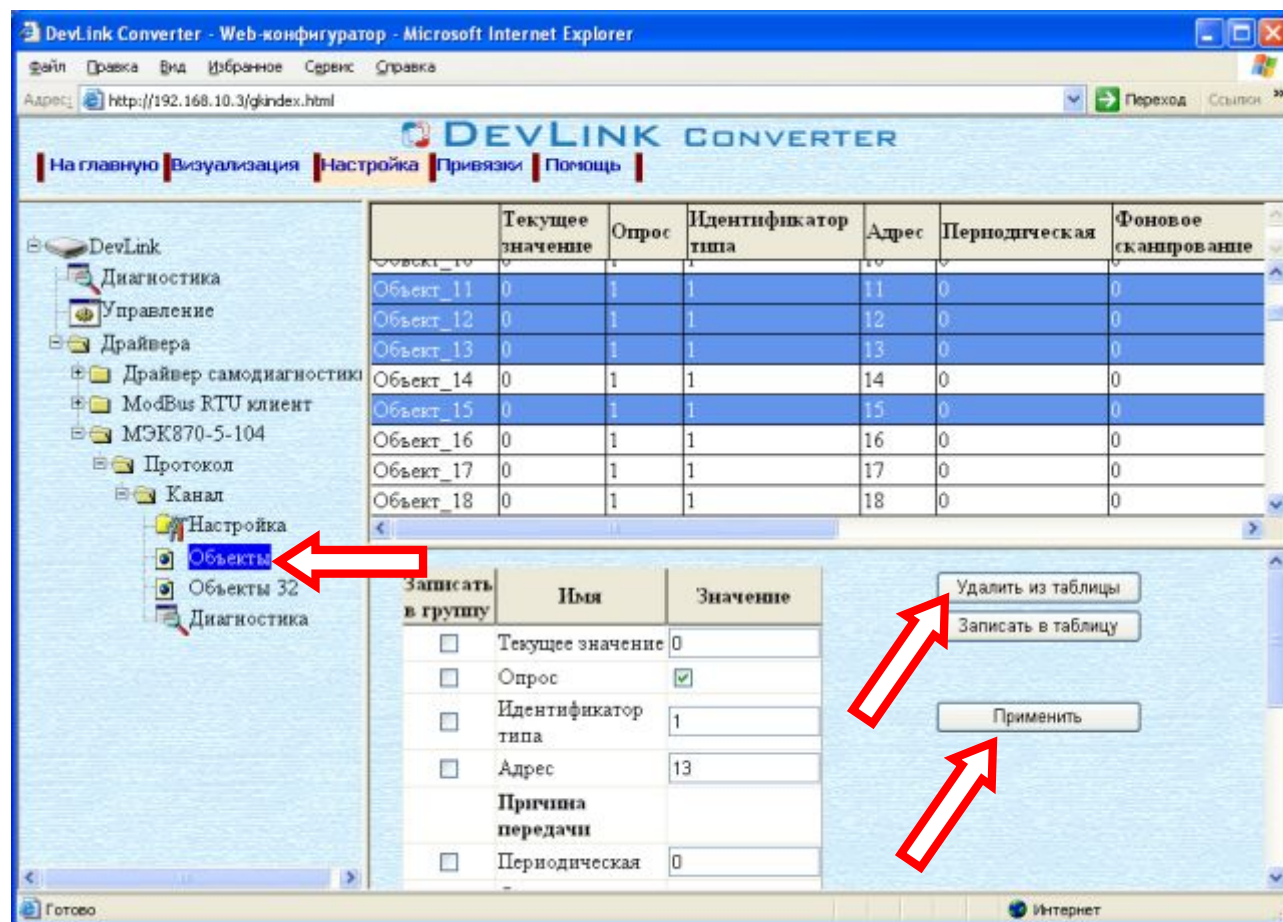 DevLink Converter - Web-конфигуратор - Microsoft Internet Explorer
Файл Правка Вид Избранное Сервис Справка
Адрес: http://192.168.10.3/gkindex.html Переход Ссылки »
DEVLINK CONVERTER
На главную Визуализация Настройка Привязки Помощь
DevLink
Диагностика
Управление
Драйвера
Драйвер самодиагностики
ModBus RTU клиент
МЭК870-5-104
Протокол
Канал
Настройка
Объекты
Объекты 32
Диагностика
Текущее значение Опрос Идентификатор типа Адрес Периодическая Фоновое сканирование
Объект_10 0 1 1 10 0 0
Объект_11 0 1 1 11 0 0
Объект_12 0 1 1 12 0 0
Объект_13 0 1 1 13 0 0
Объект_14 0 1 1 14 0 0
Объект_15 0 1 1 15 0 0
Объект_16 0 1 1 16 0 0
Объект_17 0 1 1 17 0 0
Объект_18 0 1 1 18 0 0
Записать в группу Имя Значение
Текущее значение 0
Опрос
Идентификатор типа 1
Адрес 13
Причина передачи
Периодическая 0
Удалить из таблицы
Записать в таблицу
Применить
Готово Интернет